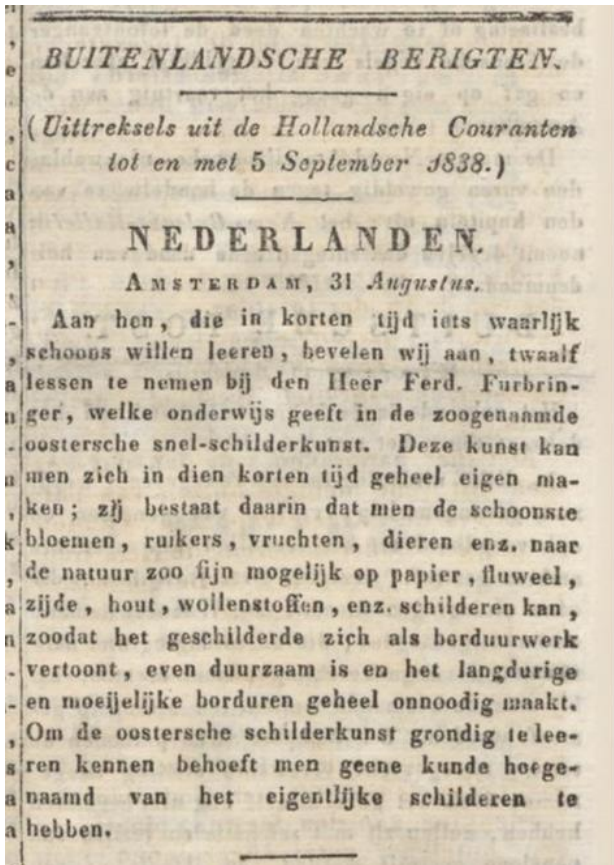 BUITENLANDSCHE BERIGTEN.
(Uittreksels uit de Hollandsche Couranten
tot en met 5 September 1838.)
NEDERLANDEN.
AMSTERDAM, 31 Augustus.
Aan hen, die in korten tijd iets waarlijk
schoons willen leeren, bevelen wij aan, twaalf
lessen te nemen bij den Heer Ferd. Furbrin-
ger, welke onderwijs geeft in de zoogenaamde
oostersche snel-schilderkunst. Deze kunst kan
men zich in dien korten tijd geheel eigen ma-
ken; zij bestaat daarin dat men de schoonste
bloemen, ruikers, vruchten, dieren enz. naar
de natuur zoo fijn mogelijk op papier, fluweel,
zijde, hout, wollenstoffen, enz. schilderen kan,
zoodat het geschilderde zich als borduurwerk
vertoont, even duurzaam is en het langdurige
en moeijelijke borduren geheel onnoodig maakt.
Om de oostersche schilderkunst grondig te lee-
ren kennen behoeft men geene kunde hoege-
naamd van het eigentlijke schilderen te
hebben.